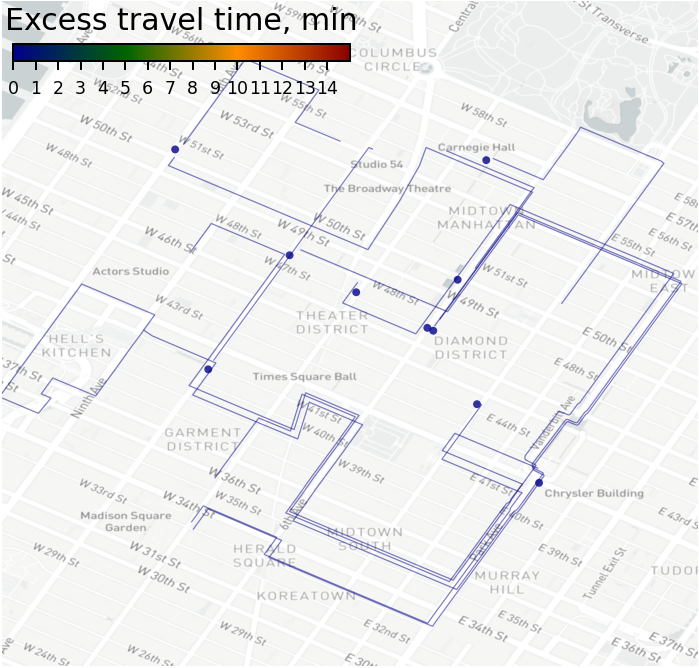 Excess travel time, min
0 1 2 3 4 5 6 7 8 9 10 11 12 13 14
St Transverse
Central
COLUMBUS
CIRCLE
W 55th St
W 58th St
W 50th St
W 53rd St
W 51st St
Carnegie Hall
W 48th St
Studio 54
The Broadway Theatre
E 58th
E 57th
W 45th St
44th St
W 48th St
W 50th St
W 49th St
MIDTOWN
MANHATTAN
E 56th St
E 55th St
W 46th St
W 47th St
W 51st St
Actors Studio
MIDTOWN
EAST
W 48th St
W 49th St
W 43rd St
THEATER
DISTRICT
E 50th St
HELL'S
KITCHEN
DIAMOND
DISTRICT
37th St
E 48th St
Times Square Ball
Ninth Ave
W 41st St
E 44th St
Vanderbilt Ave
GARMENT
DISTRICT
W 40th St
W 39th St
W 36th St
E 41st St
W 33rd St
W 35th St
Chrysler Building
W 34th St
Madison Square
Garden
6th Ave
40th St
E 43rd St
MIDTOWN
SOUTH
Park Ave
W 31st St
HERALD
SQUARE
E 39th St
W 29th St
W 30th St
MURRAY
HILL
Tunnel Exit St
TUDOR
KOREATOWN
E 35th St
W 29th St
E 32nd St
E 34th St
E 36th St
E 37th St
W 24th St
W 26th St
E 30th St